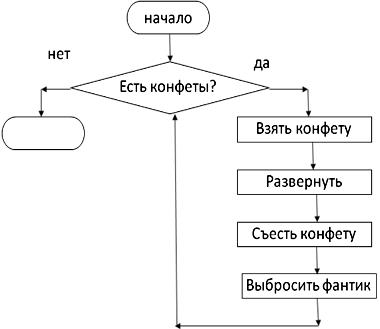 начало
нет
да
Есть конфеты?
Взять конфету
Развернуть
Съесть конфету
Выбросить фантик